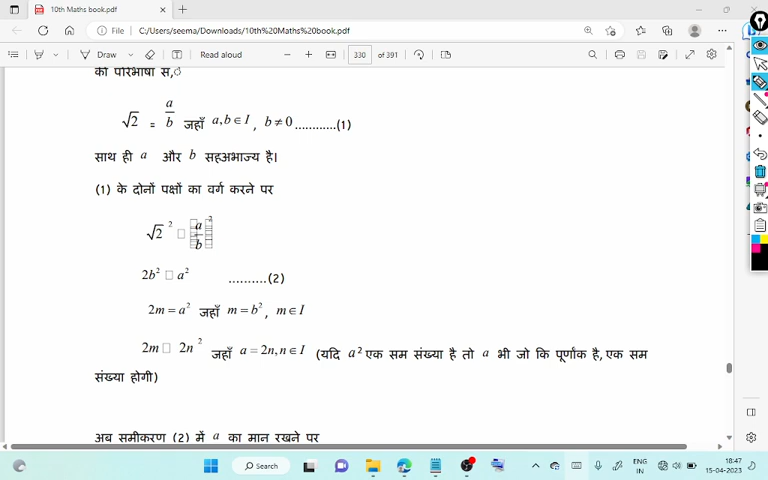 10th Maths book.pdf
File
C:/Users/seema/Downloads/10th%20Maths%20book.pdf
Draw
Read aloud
330 of 391
की परिभाषा से,
√2 = a/b जहाँ a,b ∈ I, b ≠ 0 ...........(1)
साथ ही a और b सहअभाज्य है।
(1) के दोनों पक्षों का वर्ग करने पर
√2 ² □ [a/b]²
2b² □ a² ..........(2)
2m = a² जहाँ m = b², m ∈ I
2m □ 2n ² जहाँ a = 2n, n ∈ I (यदि a² एक सम संख्या है तो a भी जो कि पूर्णांक है, एक सम
संख्या होगी)
अब समीकरण (2) में a का मान रखने पर
Search
ENG
IN
18:47
15-04-2023